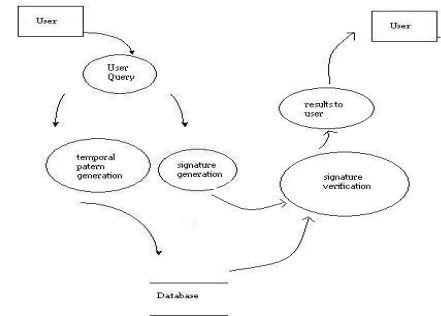 User
User
User
Query
results to
user
temporal
patern
generation
signature
generation
signature
verification
Database